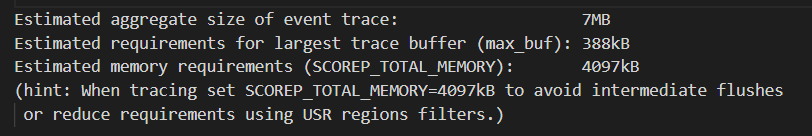 Estimated aggregate size of event trace: 7MB
Estimated requirements for largest trace buffer (max_buf): 388kB
Estimated memory requirements (SCOREP_TOTAL_MEMORY): 4097kB
(hint: When tracing set SCOREP_TOTAL_MEMORY=4097kB to avoid intermediate flushes
or reduce requirements using USR regions filters.)